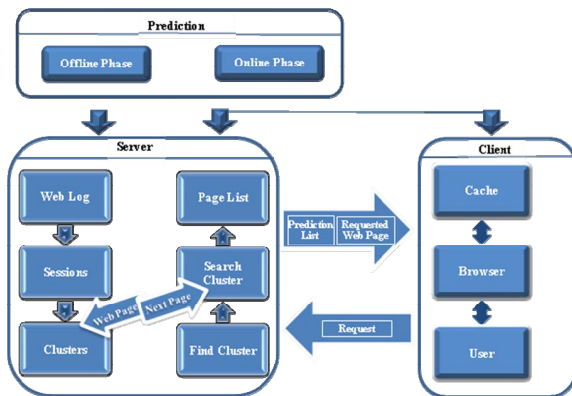 Prediction
Offline Phase
Online Phase
Server
Client
Web Log
Page List
Cache
Prediction
List
Requested
Web Page
Sessions
Search
Cluster
Browser
Web Page
Next Page
Request
Clusters
Find Cluster
User